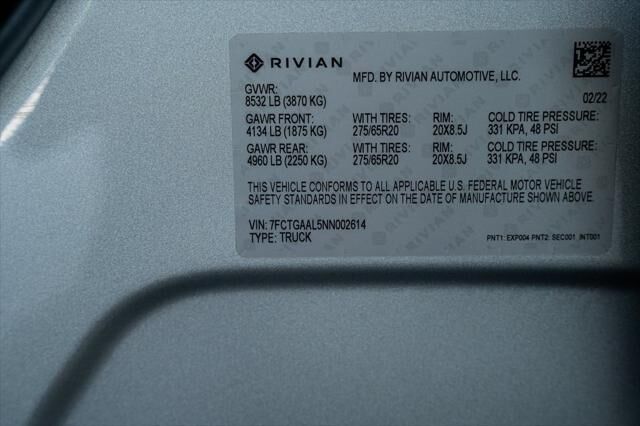 RIVIAN
MFD. BY RIVIAN AUTOMOTIVE, LLC.
GVWR:
8532 LB (3870 KG) 02/22
GAWR FRONT: WITH TIRES: RIM: COLD TIRE PRESSURE:
4134 LB (1875 KG) 275/65R20 20X8.5J 331 KPA, 48 PSI
GAWR REAR: WITH TIRES: RIM: COLD TIRE PRESSURE:
4960 LB (2250 KG) 275/65R20 20X8.5J 331 KPA, 48 PSI
THIS VEHICLE CONFORMS TO ALL APPLICABLE U.S. FEDERAL MOTOR VEHICLE
SAFETY STANDARDS IN EFFECT ON THE DATE OF MANUFACTURE SHOWN ABOVE.
VIN: 7FCTGAAL5NN002614
TYPE: TRUCK PNT1: EXP004 PNT2: SEC001_INT001